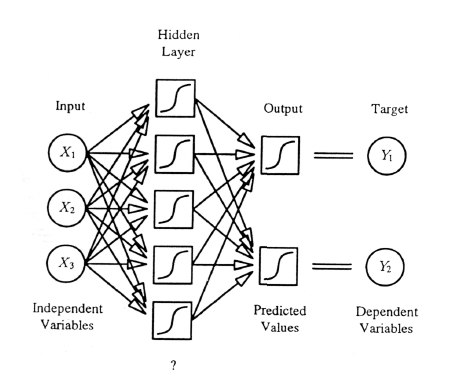 Hidden
Layer
Input
Output
Target
X₁
Y₁
X₂
X₃
Y₂
Independent
Variables
Predicted
Values
Dependent
Variables
?